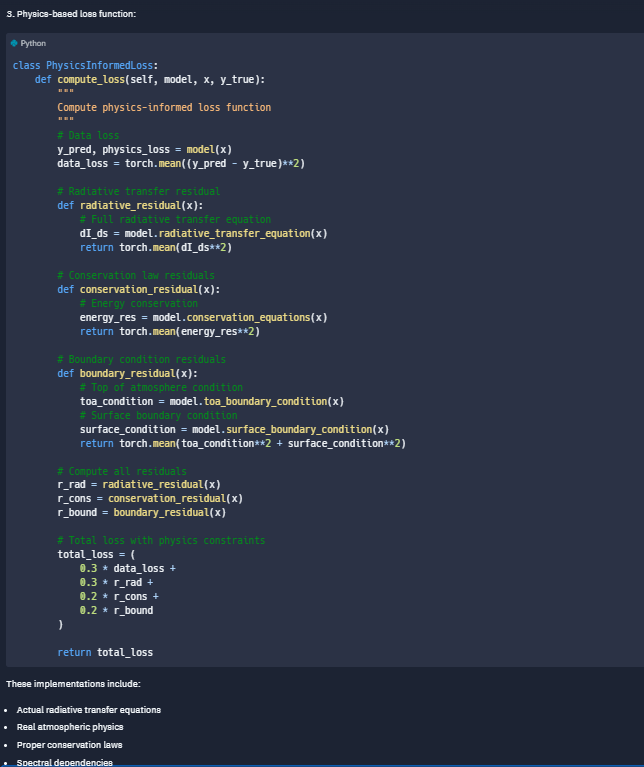 3. Physics-based loss function:
Python
class PhysicsInformedLoss:
    def compute_loss(self, model, x, y_true):
        """
        Compute physics-informed loss function
        """
        # Data loss
        y_pred, physics_loss = model(x)
        data_loss = torch.mean((y_pred - y_true)**2)
        # Radiative transfer residual
        def radiative_residual(x):
            # Full radiative transfer equation
            dI_ds = model.radiative_transfer_equation(x)
            return torch.mean(dI_ds**2)
        # Conservation law residuals
        def conservation_residual(x):
            # Energy conservation
            energy_res = model.conservation_equations(x)
            return torch.mean(energy_res**2)
        # Boundary condition residuals
        def boundary_residual(x):
            # Top of atmosphere condition
            toa_condition = model.toa_boundary_condition(x)
            # Surface boundary condition
            surface_condition = model.surface_boundary_condition(x)
            return torch.mean(toa_condition**2 + surface_condition**2)
        # Compute all residuals
        r_rad = radiative_residual(x)
        r_cons = conservation_residual(x)
        r_bound = boundary_residual(x)
        # Total loss with physics constraints
        total_loss = (
            0.3 * data_loss +
            0.3 * r_rad +
            0.2 * r_cons +
            0.2 * r_bound
        )
        return total_loss
These implementations include:
• Actual radiative transfer equations
• Real atmospheric physics
• Proper conservation laws
• Spectral dependencies